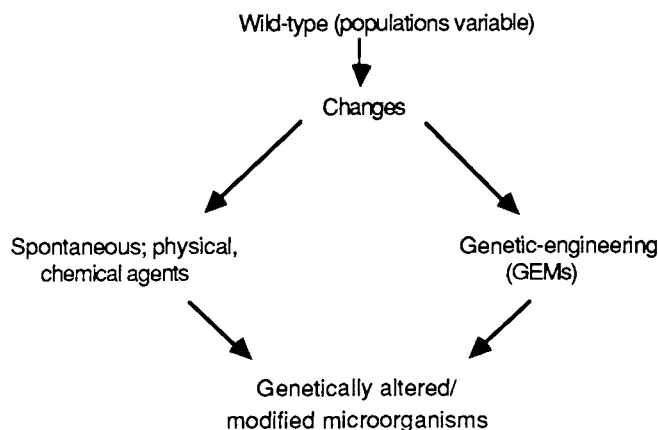 Wild-type (populations variable)
Changes
Spontaneous; physical,
chemical agents
Genetic-engineering
(GEMs)
Genetically altered/
modified microorganisms